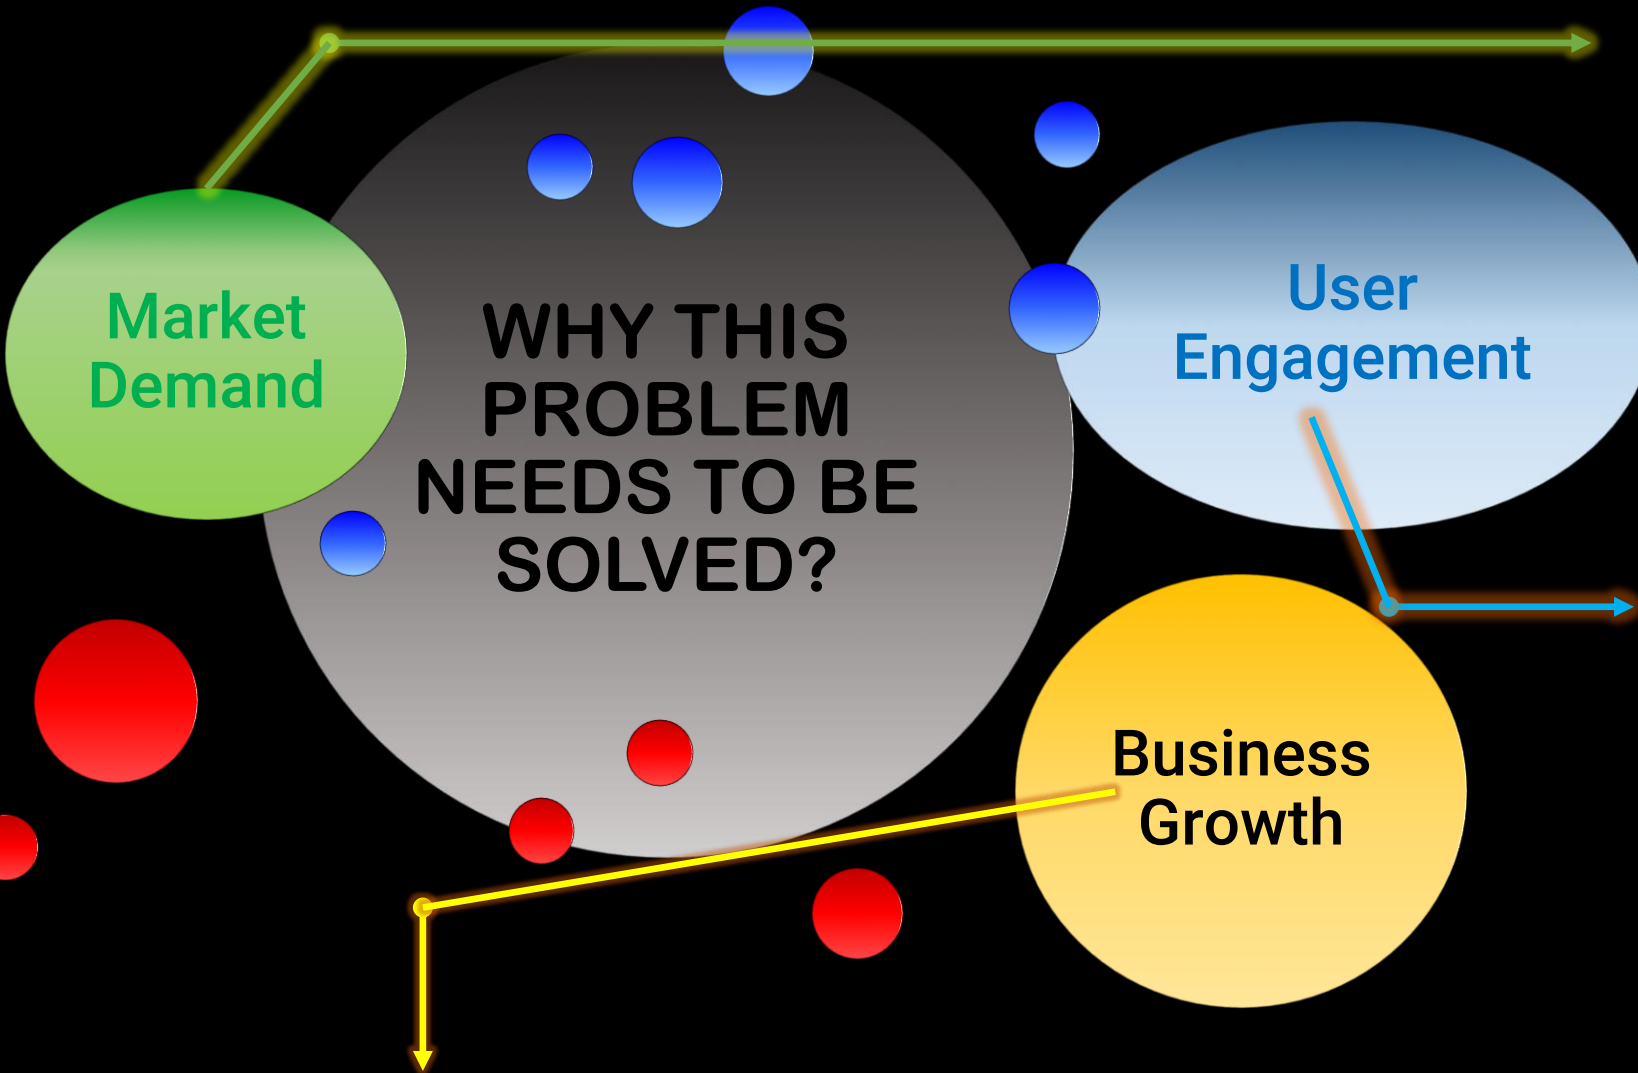 Market
Demand
WHY THIS
PROBLEM
NEEDS TO BE
SOLVED?
User
Engagement
Business
Growth